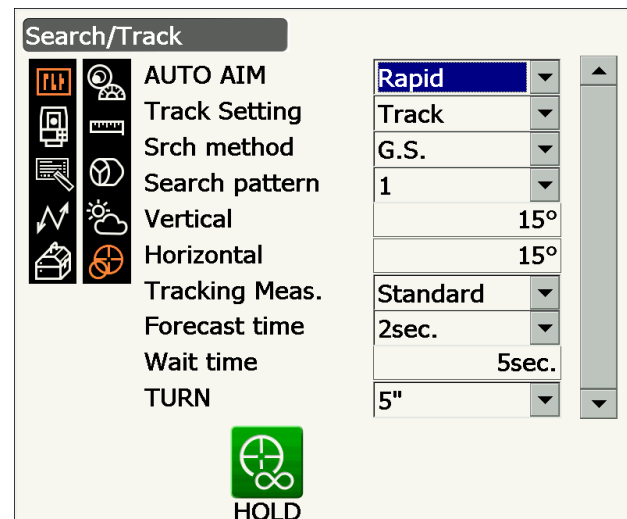 Search/Track
AUTO AIM Rapid
Track Setting Track
Srch method G.S.
Search pattern 1
Vertical 15°
Horizontal 15°
Tracking Meas. Standard
Forecast time 2sec.
Wait time 5sec.
TURN 5"
HOLD